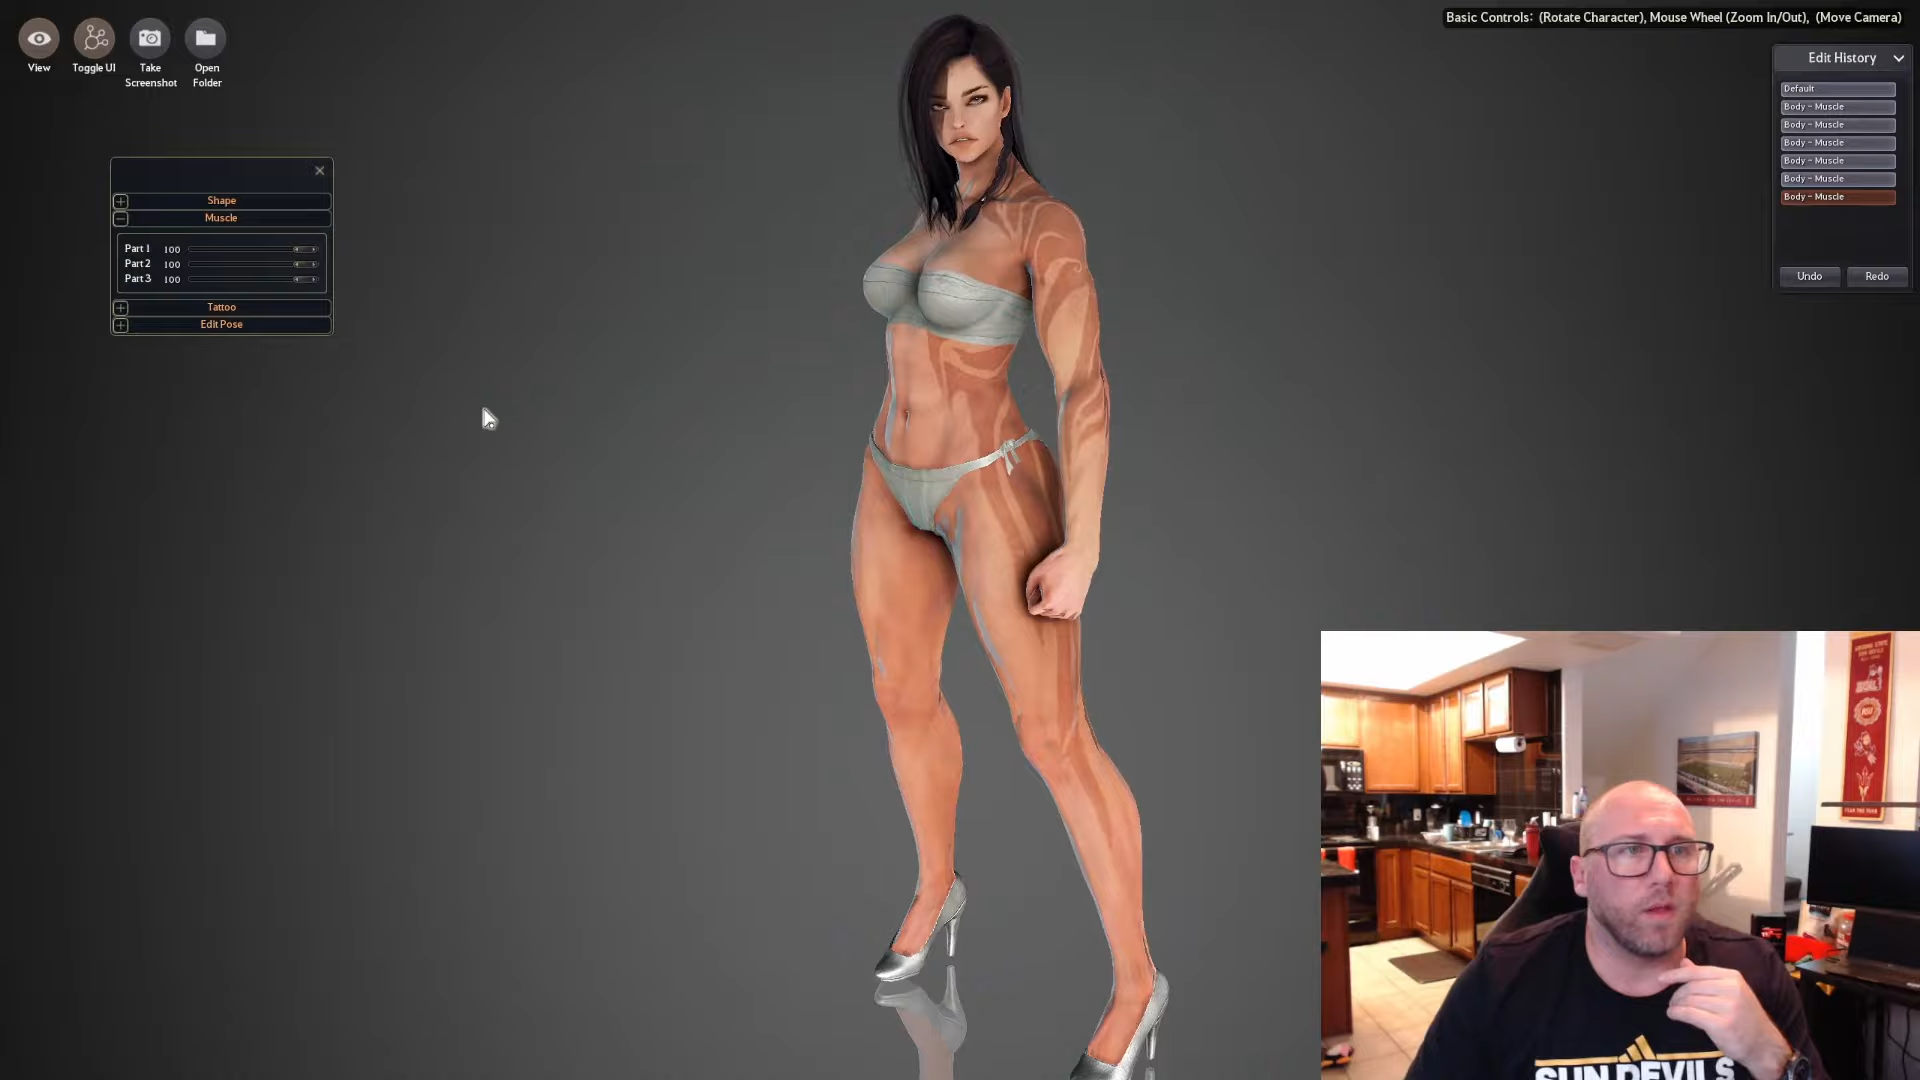 Basic Controls: (Rotate Character), Mouse Wheel (Zoom In/Out), (Move Camera)
View
Toggle UI
Take
Screenshot
Open
Folder
Edit History
Default
Body - Muscle
Body - Muscle
Body - Muscle
Body - Muscle
Body - Muscle
Body - Muscle
Undo
Redo
Shape
Muscle
Part 1 100
Part 2 100
Part 3 100
Tattoo
Edit Pose
SUN DEVILS